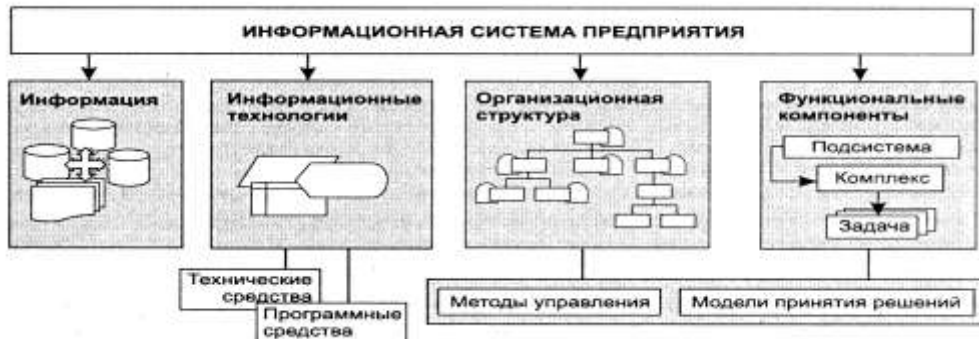 ИНФОРМАЦИОННАЯ СИСТЕМА ПРЕДПРИЯТИЯ
Информация
Информационные
технологии
Организационная
структура
Функциональные
компоненты
Подсистема
Комплекс
Задача
Технические
средства
Программные
средства
Методы управления
Модели принятия решений